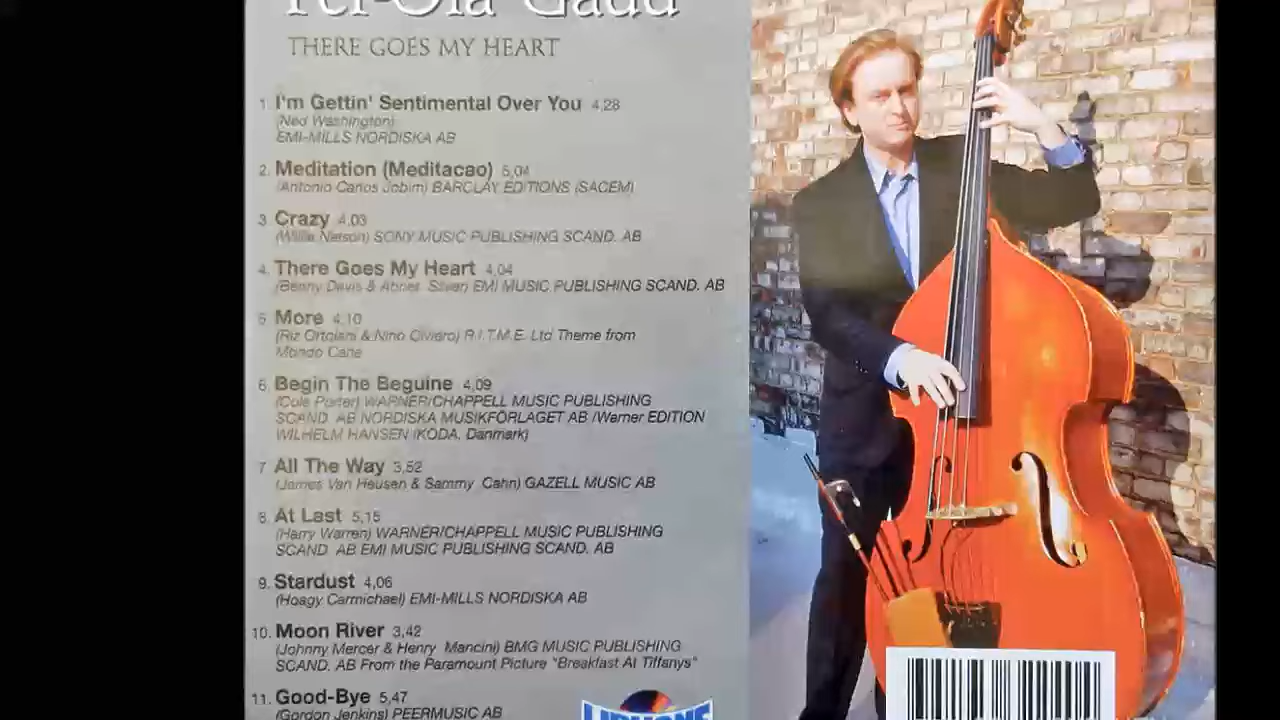 Per-Ola Gadd
THERE GOES MY HEART
1. I'm Gettin' Sentimental Over You 4,28
(Ned Washington)
EMI-MILLS NORDISKA AB
2. Meditation (Meditacao) 5,04
(Antonio Carlos Jobim) BARCLAY EDITIONS (SACEM)
3. Crazy 4,03
(Willie Nelson) SONY MUSIC PUBLISHING SCAND. AB
4. There Goes My Heart 4,04
(Benny Davis & Abner Silver) EMI MUSIC PUBLISHING SCAND. AB
5. More 4,10
(Riz Ortolani & Nino Oliviero) R.I.T.M.E. Ltd Theme from
Mondo Cane
6. Begin The Beguine 4,09
(Cole Porter) WARNER/CHAPPELL MUSIC PUBLISHING
SCAND. AB NORDISKA MUSIKFÖRLAGET AB /Warner EDITION
WILHELM HANSEN (KODA, Danmark)
7. All The Way 3,52
(James Van Heusen & Sammy Cahn) GAZELL MUSIC AB
8. At Last 5,15
(Harry Warren) WARNER/CHAPPELL MUSIC PUBLISHING
SCAND. AB EMI MUSIC PUBLISHING SCAND. AB
9. Stardust 4,06
(Hoagy Carmichael) EMI-MILLS NORDISKA AB
10. Moon River 3,42
(Johnny Mercer & Henry Mancini) BMG MUSIC PUBLISHING
SCAND. AB From the Paramount Picture "Breakfast At Tiffanys"
11. Good-Bye 5,47
(Gordon Jenkins) PEERMUSIC AB